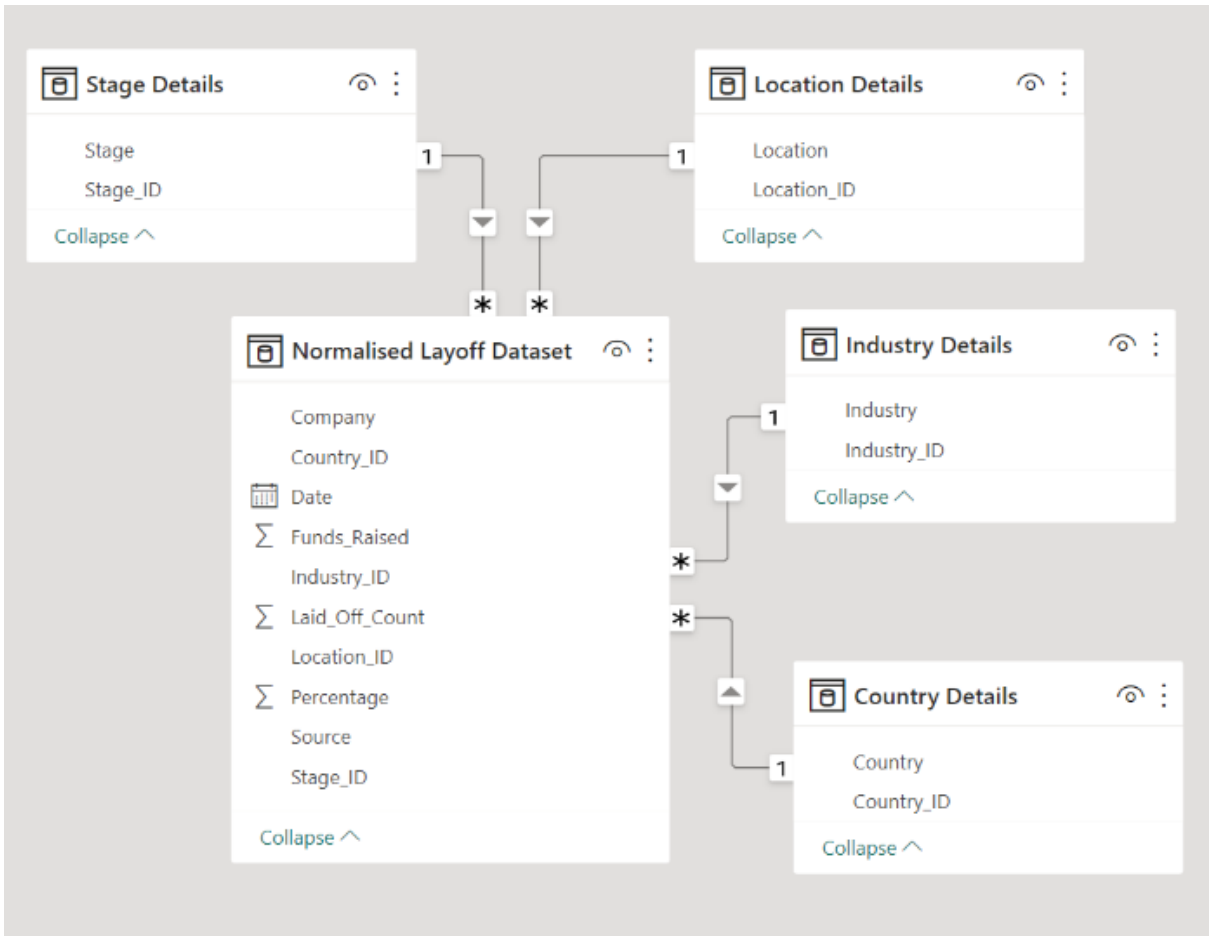 Stage Details
Stage
Stage_ID
Collapse
1
Location Details
Location
Location_ID
Collapse
1
*
*
Normalised Layoff Dataset
Company
Country_ID
Date
Funds_Raised
Industry_ID
Laid_Off_Count
Location_ID
Percentage
Source
Stage_ID
Collapse
Industry Details
Industry
Industry_ID
Collapse
1
*
*
Country Details
Country
Country_ID
Collapse
1